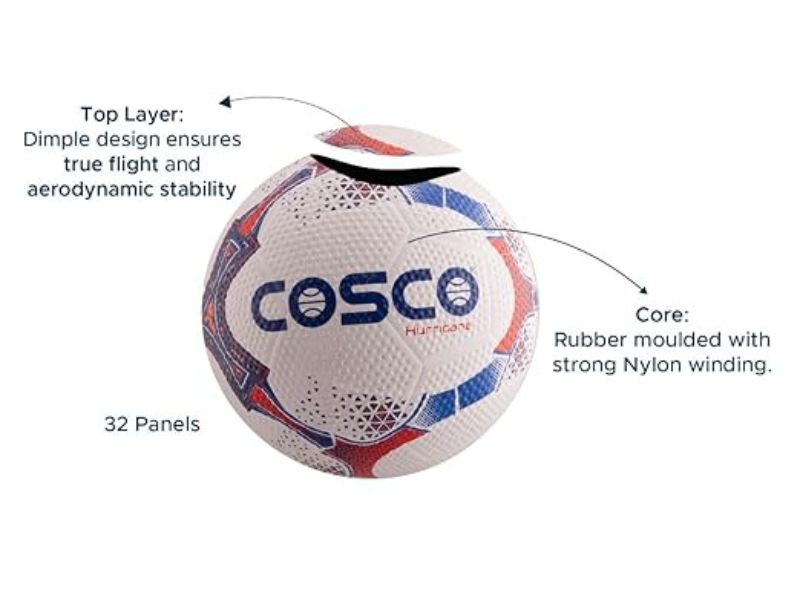 Top Layer:
Dimple design ensures
true flight and
aerodynamic stability
COSCO
Hurricane
Core:
Rubber moulded with
strong Nylon winding.
32 Panels